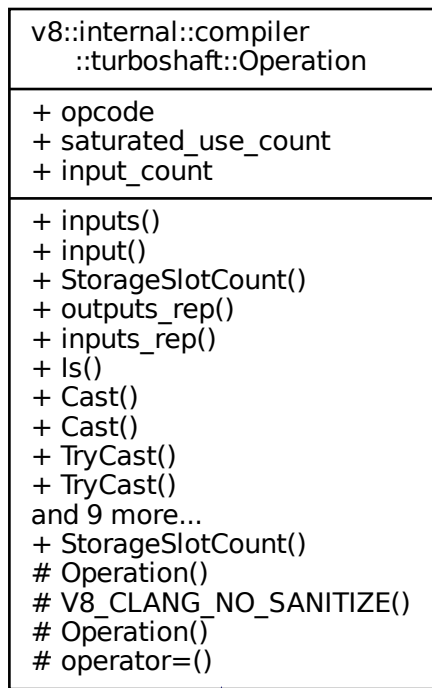 v8::internal::compiler
::turboshaft::Operation
+ opcode
+ saturated_use_count
+ input_count
+ inputs()
+ input()
+ StorageSlotCount()
+ outputs_rep()
+ inputs_rep()
+ Is()
+ Cast()
+ Cast()
+ TryCast()
+ TryCast()
and 9 more...
+ StorageSlotCount()
# Operation()
# V8_CLANG_NO_SANITIZE()
# Operation()
# operator=()